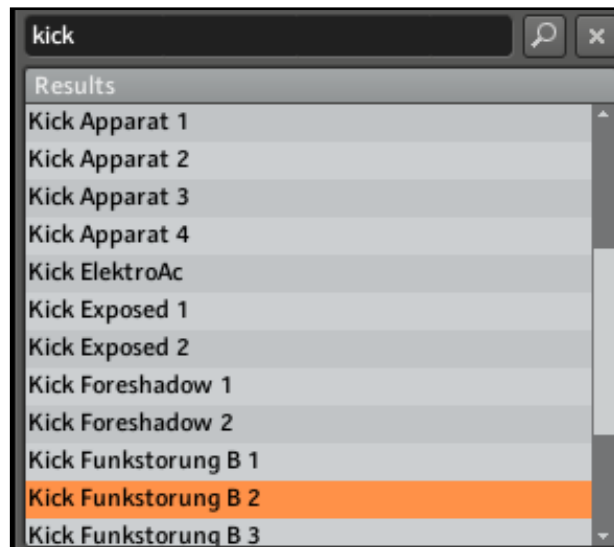 kick
Results
Kick Apparat 1
Kick Apparat 2
Kick Apparat 3
Kick Apparat 4
Kick ElektroAc
Kick Exposed 1
Kick Exposed 2
Kick Foreshadow 1
Kick Foreshadow 2
Kick Funkstorung B 1
Kick Funkstorung B 2
Kick Funkstorung B 3